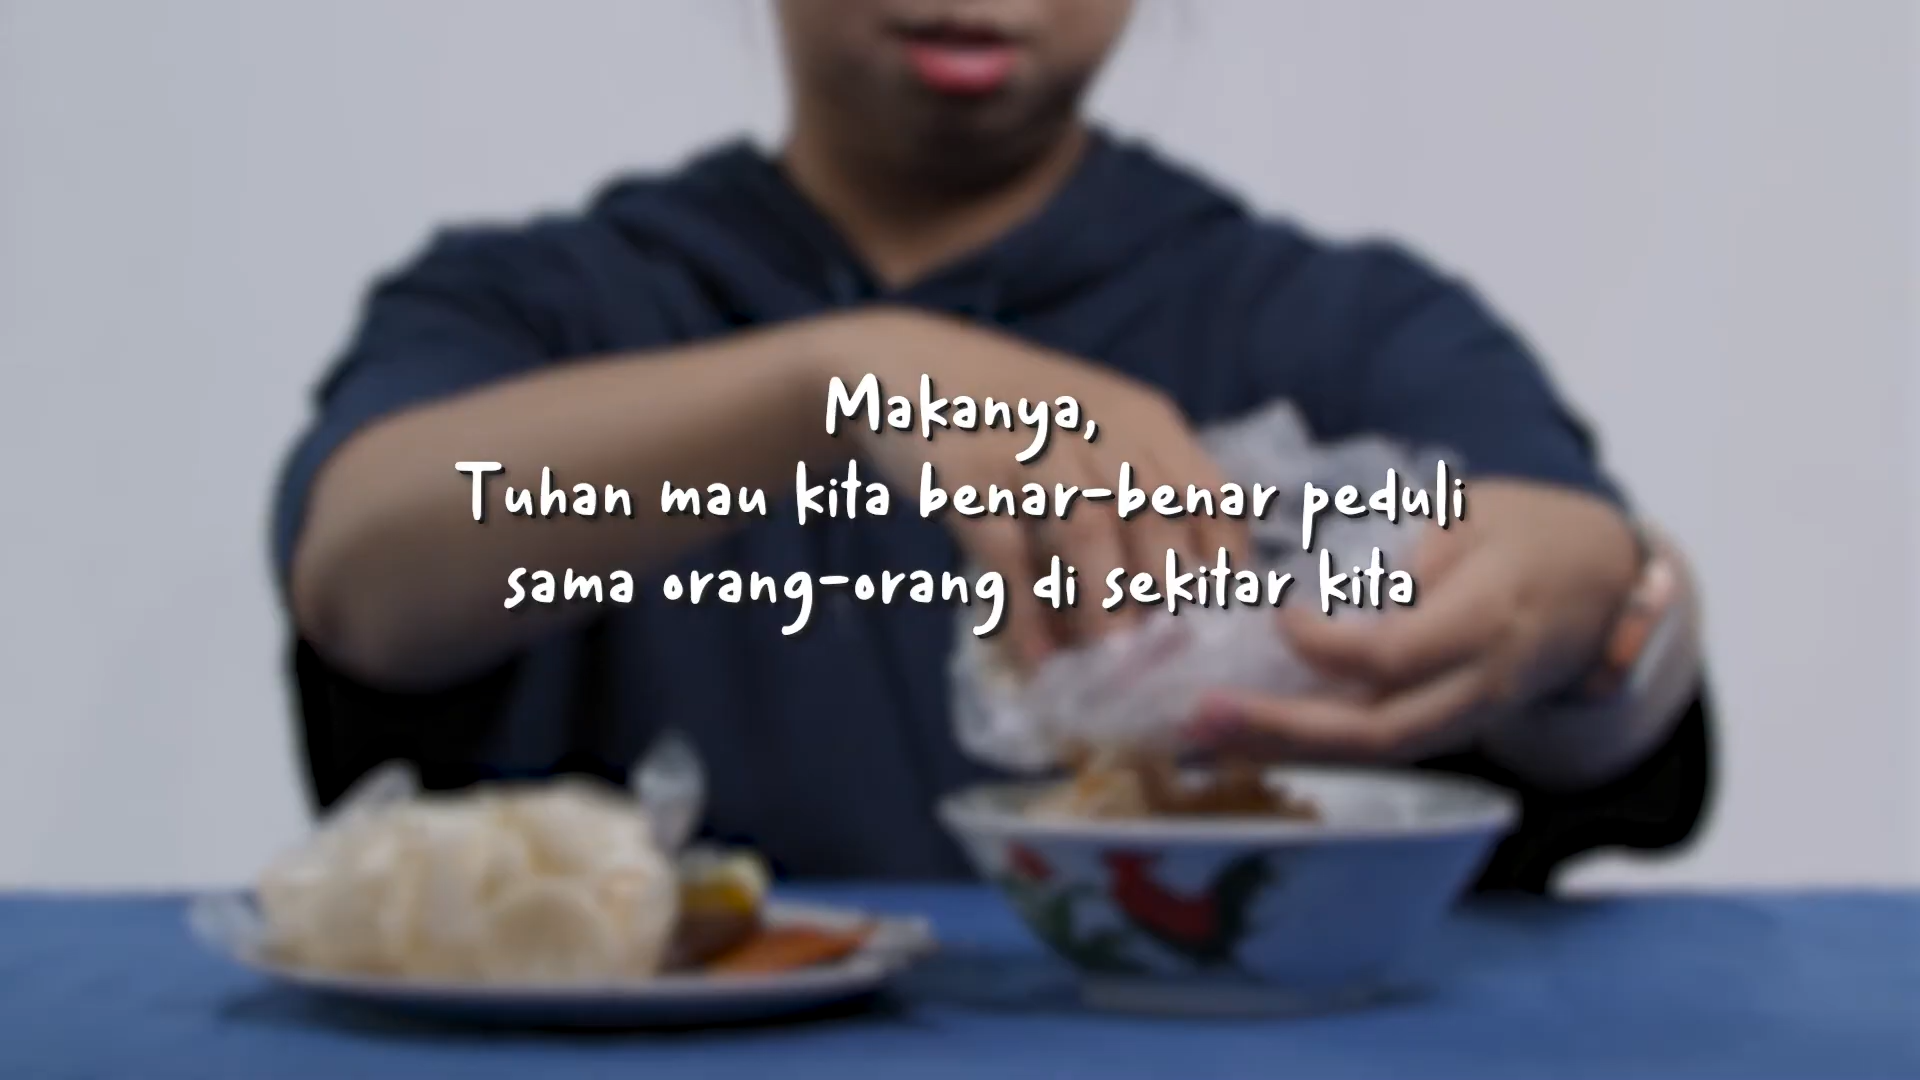 Makanya,
Tuhan mau kita benar-benar peduli
sama orang-orang di sekitar kita